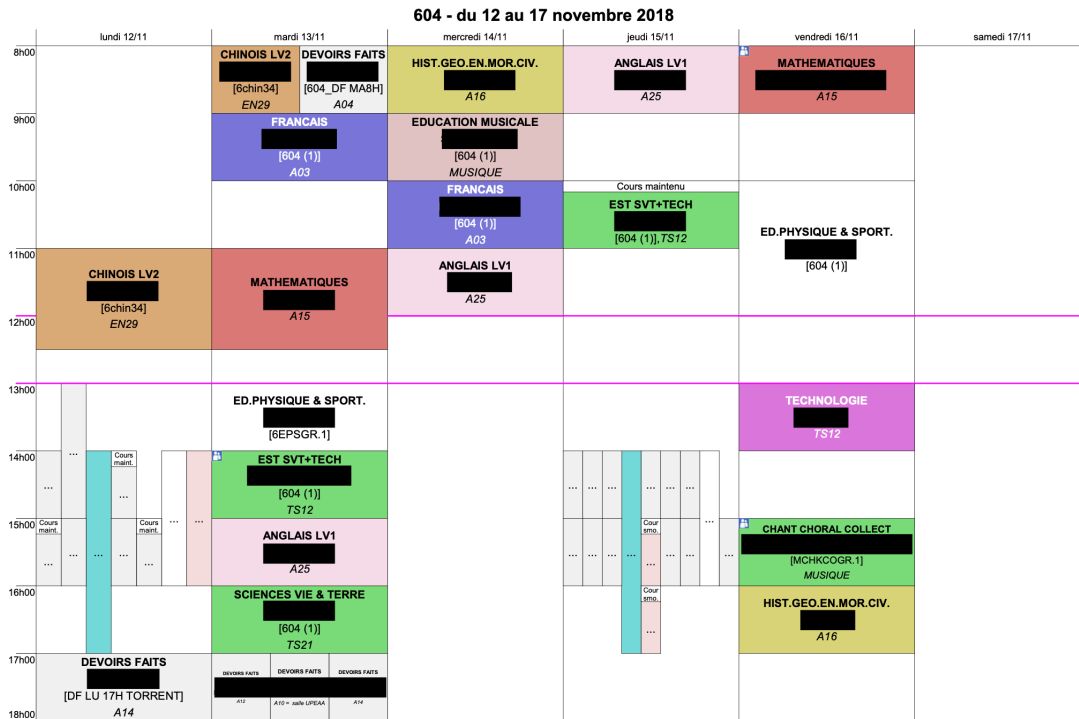 604 - du 12 au 17 novembre 2018
lundi 12/11
mardi 13/11
mercredi 14/11
jeudi 15/11
vendredi 16/11
samedi 17/11
8h00
9h00
10h00
11h00
12h00
13h00
14h00
15h00
16h00
17h00
18h00
CHINOIS LV2
[6chin34]
EN29
...
...
...
Cours
maint.
...
...
...
Cours
maint.
...
...
Cours
maint.
...
DEVOIRS FAITS
[DF LU 17H TORRENT]
A14
CHINOIS LV2
[6chin34]
EN29
DEVOIRS FAITS
[604_DF MA8H]
A04
FRANCAIS
[604 (1)]
A03
MATHEMATIQUES
A15
ED.PHYSIQUE & SPORT.
[6EPSGR.1]
EST SVT+TECH
[604 (1)]
TS12
ANGLAIS LV1
A25
SCIENCES VIE & TERRE
[604 (1)]
TS21
DEVOIRS FAITS
A12
DEVOIRS FAITS
A10 = salle UPEAA
DEVOIRS FAITS
A14
HIST.GEO.EN.MOR.CIV.
A16
EDUCATION MUSICALE
[604 (1)]
MUSIQUE
FRANCAIS
[604 (1)]
A03
ANGLAIS LV1
A25
ANGLAIS LV1
A25
Cours maintenu
EST SVT+TECH
[604 (1)],TS12
...
...
...
...
...
...
...
...
...
...
...
Cour
smo.
...
...
...
...
Cour
smo.
...
MATHEMATIQUES
A15
ED.PHYSIQUE & SPORT.
[604 (1)]
TECHNOLOGIE
TS12
CHANT CHORAL COLLECT
[MCHKCOGR.1]
MUSIQUE
HIST.GEO.EN.MOR.CIV.
A16